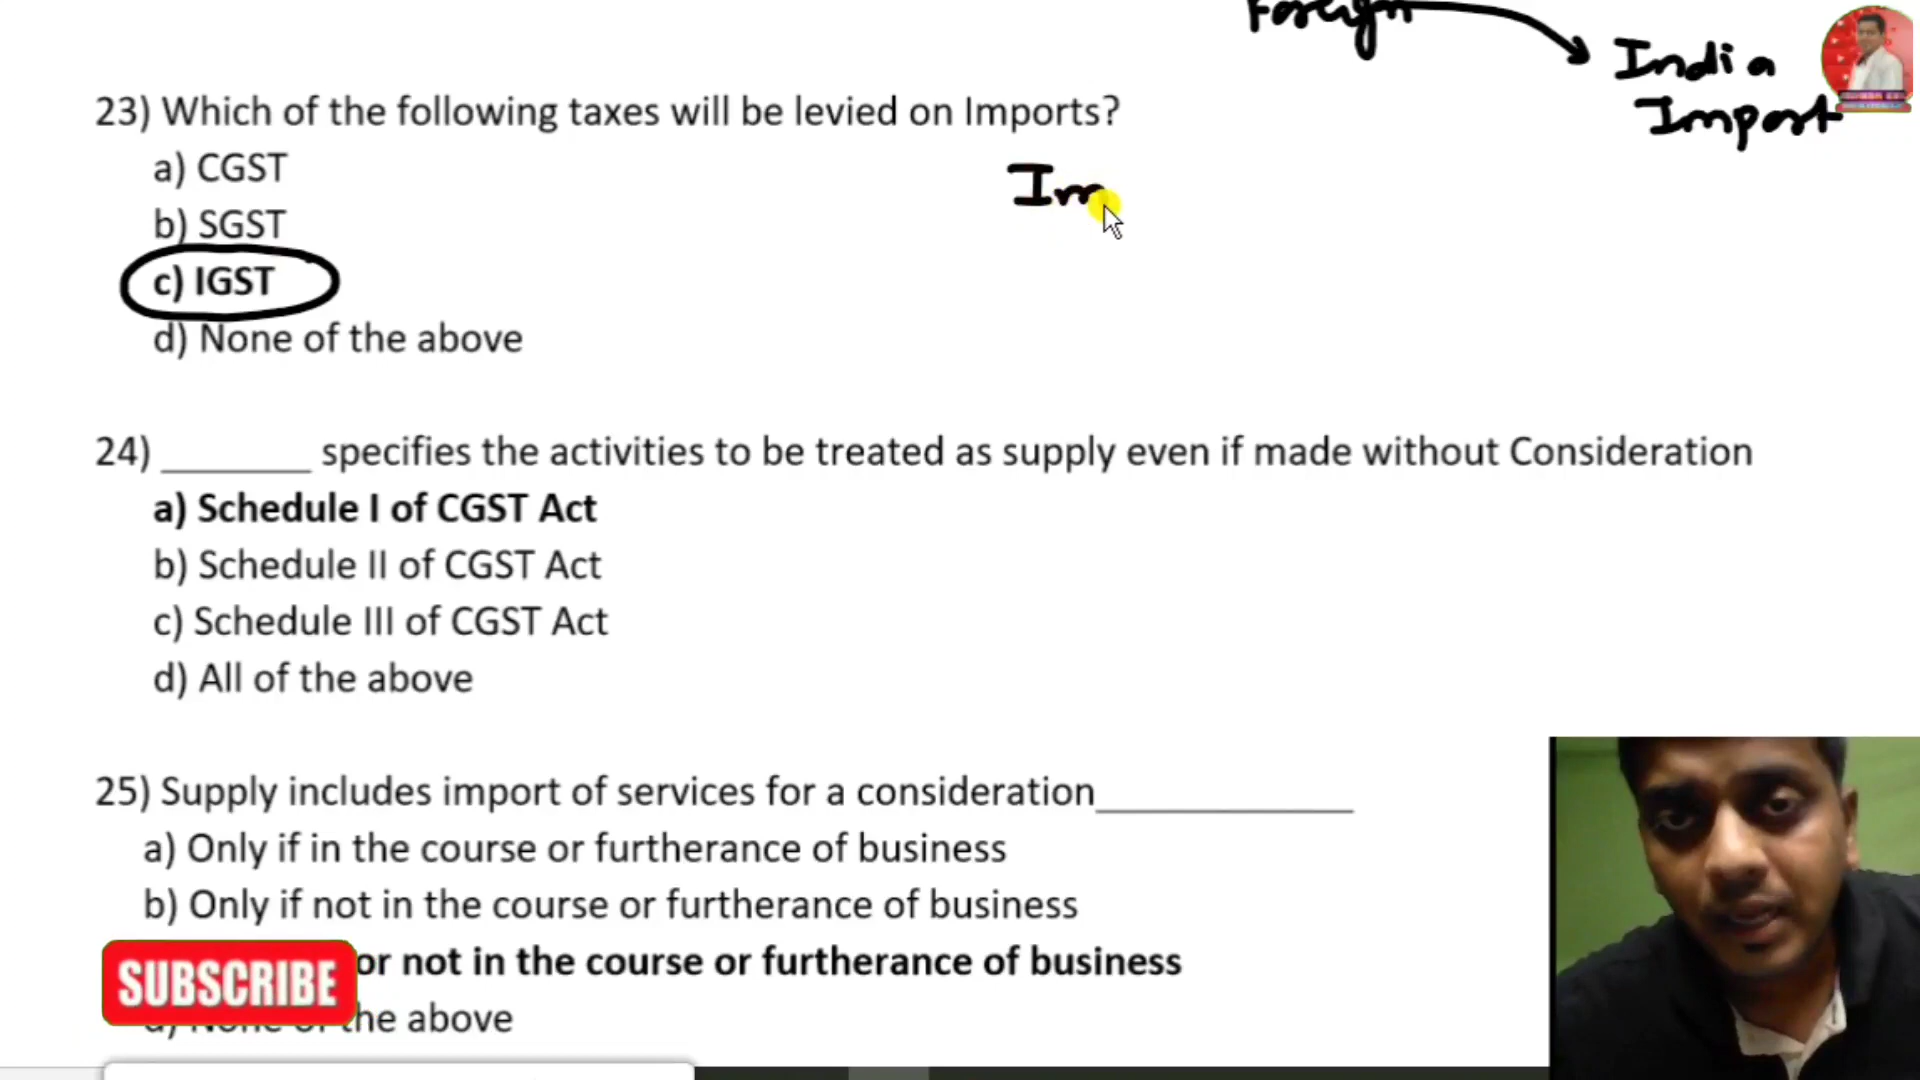 Foreign
India
Import
23) Which of the following taxes will be levied on Imports?
Im
a) CGST
b) SGST
c) IGST
d) None of the above
24) _______ specifies the activities to be treated as supply even if made without Consideration
a) Schedule I of CGST Act
b) Schedule II of CGST Act
c) Schedule III of CGST Act
d) All of the above
25) Supply includes import of services for a consideration____________
a) Only if in the course or furtherance of business
b) Only if not in the course or furtherance of business
SUBSCRIBE or not in the course or furtherance of business
d) None of the above